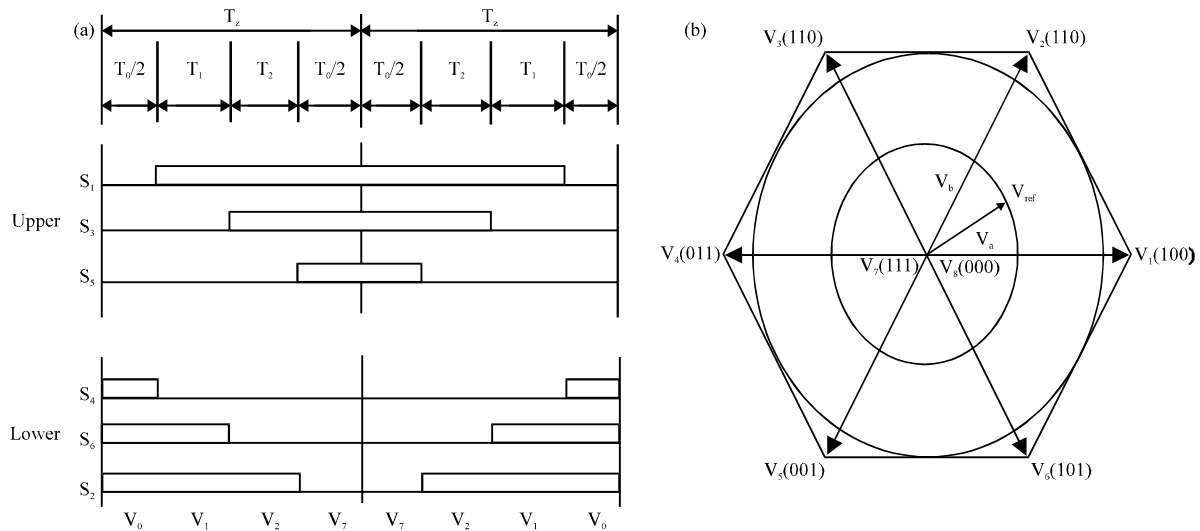 (a)
T_z T_z
T_0/2 T_1 T_2 T_0/2 T_0/2 T_2 T_1 T_0/2
Upper
S_1
S_3
S_5
Lower
S_4
S_6
S_2
V_0 V_1 V_2 V_7 V_7 V_2 V_1 V_0
(b)
V_3(110) V_2(110)
V_b
V_ref
V_a
V_4(011) V_7(111) V_8(000) V_1(100)
V_5(001) V_6(101)